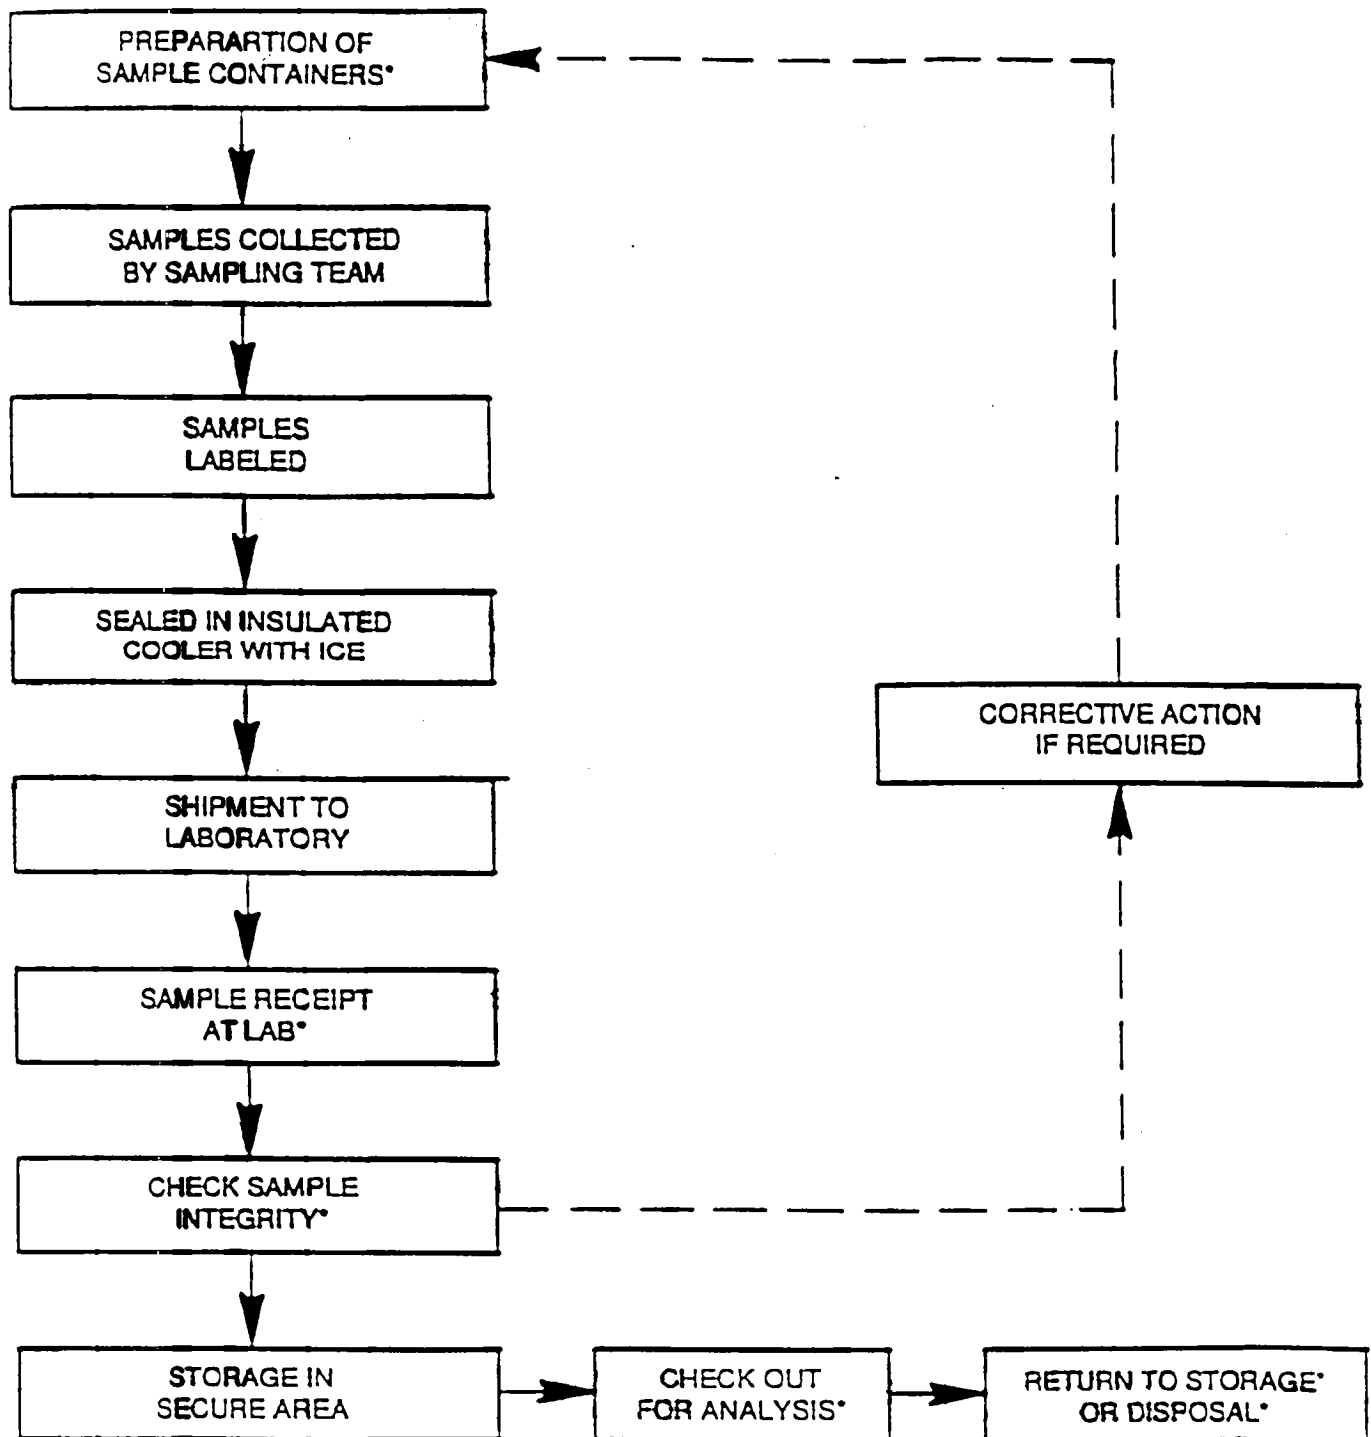 PREPARARTION OF
SAMPLE CONTAINERS*
SAMPLES COLLECTED
BY SAMPLING TEAM
SAMPLES
LABELED
SEALED IN INSULATED
COOLER WITH ICE
CORRECTIVE ACTION
IF REQUIRED
SHIPMENT TO
LABORATORY
SAMPLE RECEIPT
AT LAB*
CHECK SAMPLE
INTEGRITY*
STORAGE IN
SECURE AREA
CHECK OUT
FOR ANALYSIS*
RETURN TO STORAGE*
OR DISPOSAL*